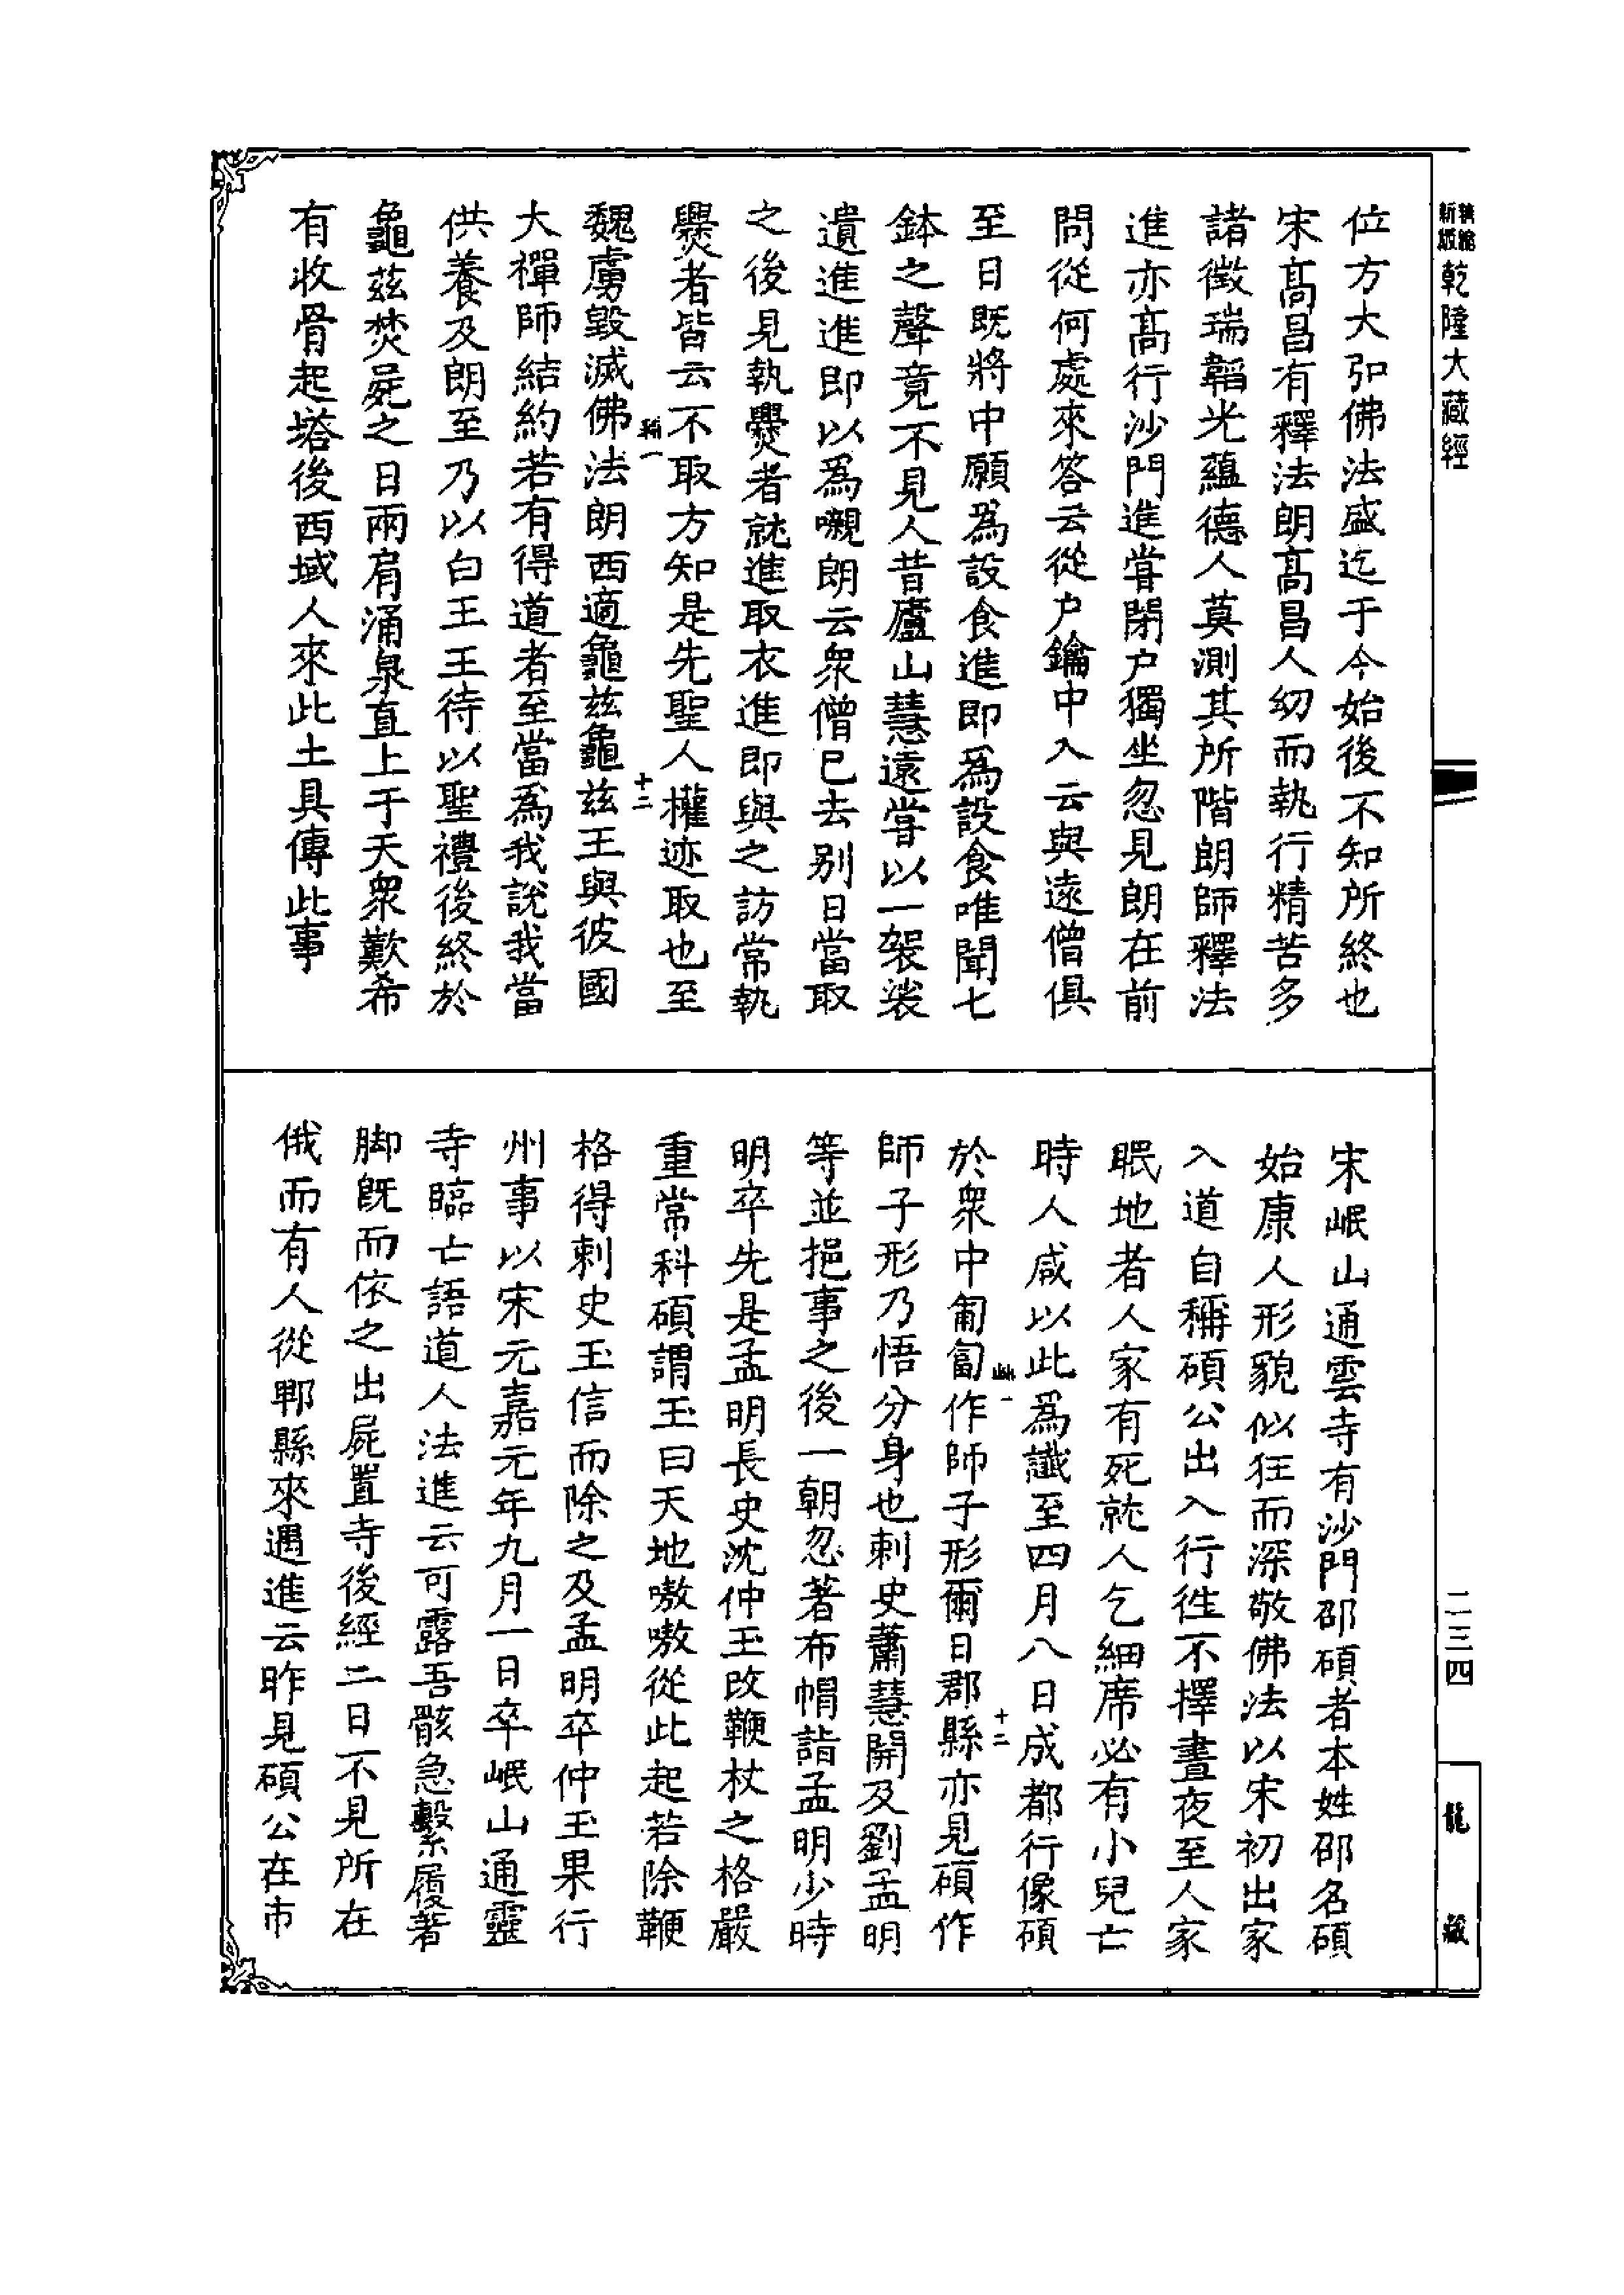 新版
精縮
乾隆大藏經
位方大弘佛法盛迄于今始後不知所終也
宋高昌有釋法朗高昌人幼而執行精苦多
諸徵瑞韜光蘊德人莫測其所階朗師釋法
進亦高行沙門進甞閉户獨坐忽見朗在前
問從何處來答云從户鑰中入云與遠僧俱
至日既將中願爲設食進即爲設食唯聞七
鉢之聲竟不見人昔廬山慧遠甞以一袈裟
遺進進即以爲嚫朗云衆僧已去别日當取
之後見執爨者就進取衣進即與之訪常執
爨者皆云不取方知是先聖人權迹取也至
十二
魏虜毀滅佛法朗西適龜茲龜茲王與彼國
大禪師結約若有得道者至當爲我説我當
供養及朗至乃以白王王待以聖禮後終於
龜茲焚屍之日兩肩涌泉直上于天衆歎希
有收骨起塔後西域人來此土具傳此事
宋岷山通雲寺有沙門邵碩者本姓邵名碩
始康人形貌似狂而深敬佛法以宋初出家
入道自稱碩公出入行徃不擇晝夜至人家
眠地者人家有死就人乞細席必有小兒亡
時人咸以此爲讖至四月八日成都行像碩
於衆中匍匐作師子形爾日郡縣亦見碩作
十二
師子形乃悟分身也刺史蕭慧開及劉孟明
等並挹事之後一朝忽著布帽詣孟明少時
明卒先是孟明長史沈仲玉改鞭杖之格嚴
重常科碩謂玉曰天地嗷嗷從此起若除鞭
格得刺史玉信而除之及孟明卒仲玉果行
州事以宋元嘉元年九月一日卒岷山通靈
寺臨亡語道人法進云可露吾骸急繫履著
脚既而依之出屍置寺後經二日不見所在
俄而有人從郫縣來遇進云昨見碩公在市
二三四
龍藏